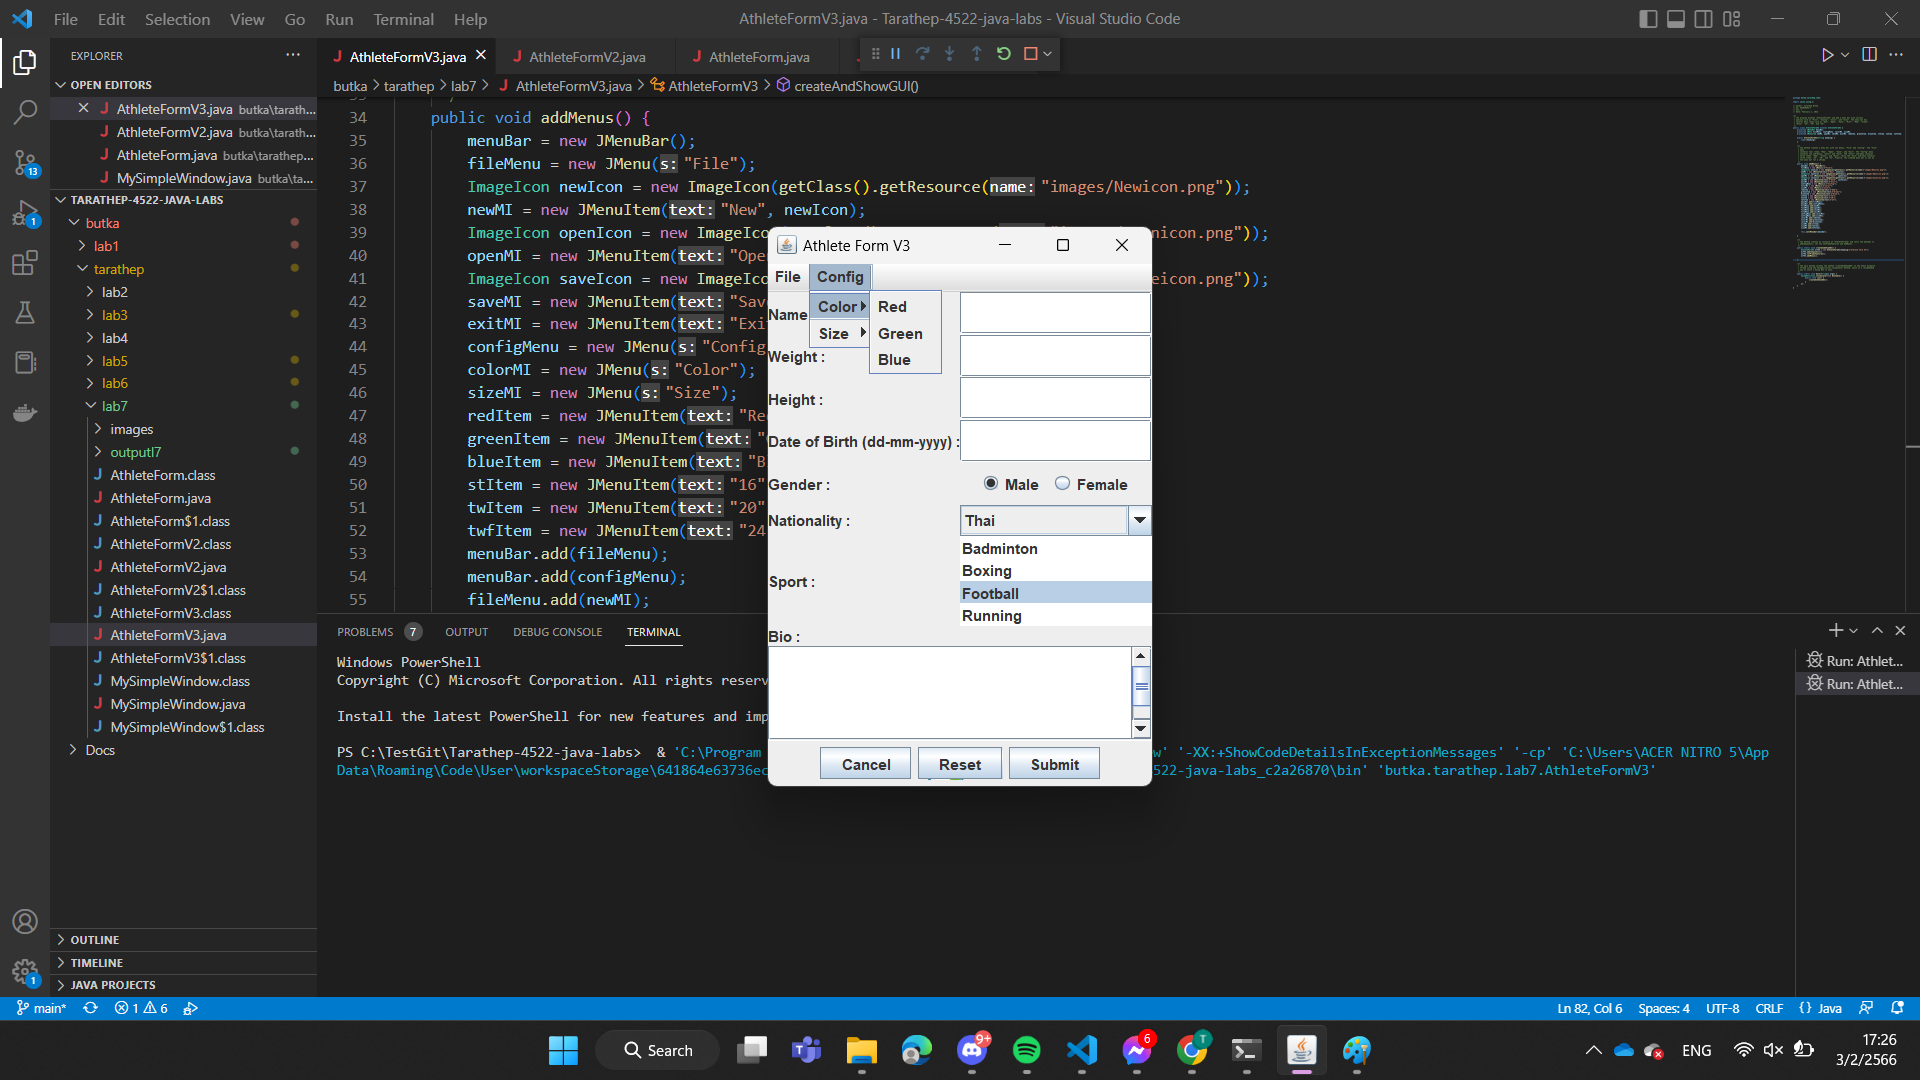 File Edit Selection View Go Run Terminal Help
AthleteFormV3.java - Tarathep-4522-java-labs - Visual Studio Code
EXPLORER
OPEN EDITORS
AthleteFormV3.java butka\tarath...
AthleteFormV2.java butka\tarath...
AthleteForm.java butka\tarathep...
MySimpleWindow.java butka\ta...
TARATHEP-4522-JAVA-LABS
butka
lab1
tarathep
lab2
lab3
lab4
lab5
lab6
lab7
images
outputl7
AthleteForm.class
AthleteForm.java
AthleteForm$1.class
AthleteFormV2.class
AthleteFormV2.java
AthleteFormV2$1.class
AthleteFormV3.class
AthleteFormV3.java
AthleteFormV3$1.class
MySimpleWindow.class
MySimpleWindow.java
MySimpleWindow$1.class
Docs
OUTLINE
TIMELINE
JAVA PROJECTS
13
1
1
AthleteFormV3.java AthleteFormV2.java AthleteForm.java
butka > tarathep > lab7 > AthleteFormV3.java > AthleteFormV3 > createAndShowGUI()
34 public void addMenus() {
35 menuBar = new JMenuBar();
36 fileMenu = new JMenu(s: "File");
37 ImageIcon newIcon = new ImageIcon(getClass().getResource(name: "images/Newicon.png"));
38 newMI = new JMenuItem(text: "New", newIcon);
39 ImageIcon openIcon = new ImageIco nicon.png"));
40 openMI = new JMenuItem(text: "Ope
41 ImageIcon saveIcon = new ImageIco eicon.png"));
42 saveMI = new JMenuItem(text: "Sav
43 exitMI = new JMenuItem(text: "Exi
44 configMenu = new JMenu(s: "Config
45 colorMI = new JMenu(s: "Color");
46 sizeMI = new JMenu(s: "Size");
47 redItem = new JMenuItem(text: "Re
48 greenItem = new JMenuItem(text: "
49 blueItem = new JMenuItem(text: "B
50 stItem = new JMenuItem(text: "16"
51 twItem = new JMenuItem(text: "20"
52 twfItem = new JMenuItem(text: "24
53 menuBar.add(fileMenu);
54 menuBar.add(configMenu);
55 fileMenu.add(newMI);
Athlete Form V3
File Config
Color Red
Size Green
Blue
Name
Weight :
Height :
Date of Birth (dd-mm-yyyy) :
Gender : Male Female
Nationality : Thai
Sport :
Badminton
Boxing
Football
Running
Bio :
Cancel Reset Submit
PROBLEMS 7 OUTPUT DEBUG CONSOLE TERMINAL
Windows PowerShell
Copyright (C) Microsoft Corporation. All rights reserv
Install the latest PowerShell for new features and imp
PS C:\TestGit\Tarathep-4522-java-labs> & 'C:\Program w' '-XX:+ShowCodeDetailsInExceptionMessages' '-cp' 'C:\Users\ACER NITRO 5\App
Data\Roaming\Code\User\workspaceStorage\641864e63736ec 22-java-labs_c2a26870\bin' 'butka.tarathep.lab7.AthleteFormV3'
Run: Athlet...
Run: Athlet...
main* 1 6
Ln 82, Col 6 Spaces: 4 UTF-8 CRLF {} Java
Search
9+
6
T
ENG
17:26
3/2/2566